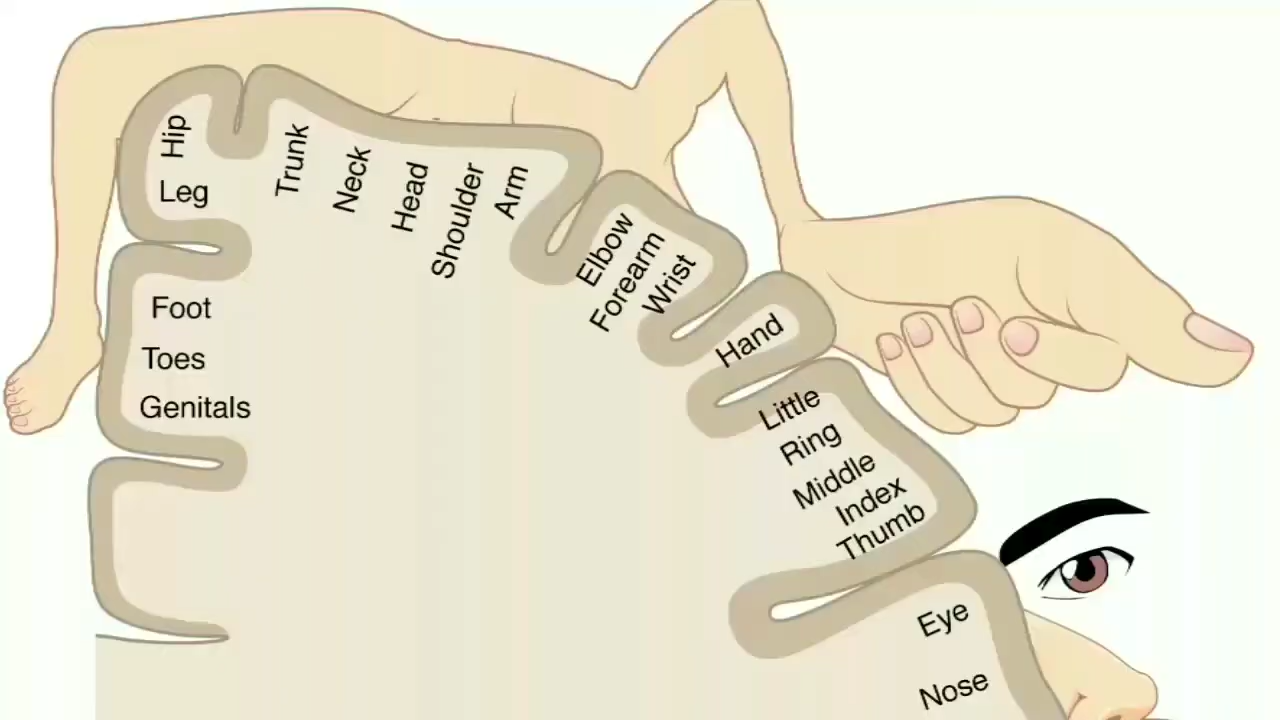 Hip
Leg
Foot
Toes
Genitals
Trunk
Neck
Head
Shoulder
Arm
Elbow
Forearm
Wrist
Hand
Little
Ring
Middle
Index
Thumb
Eye
Nose